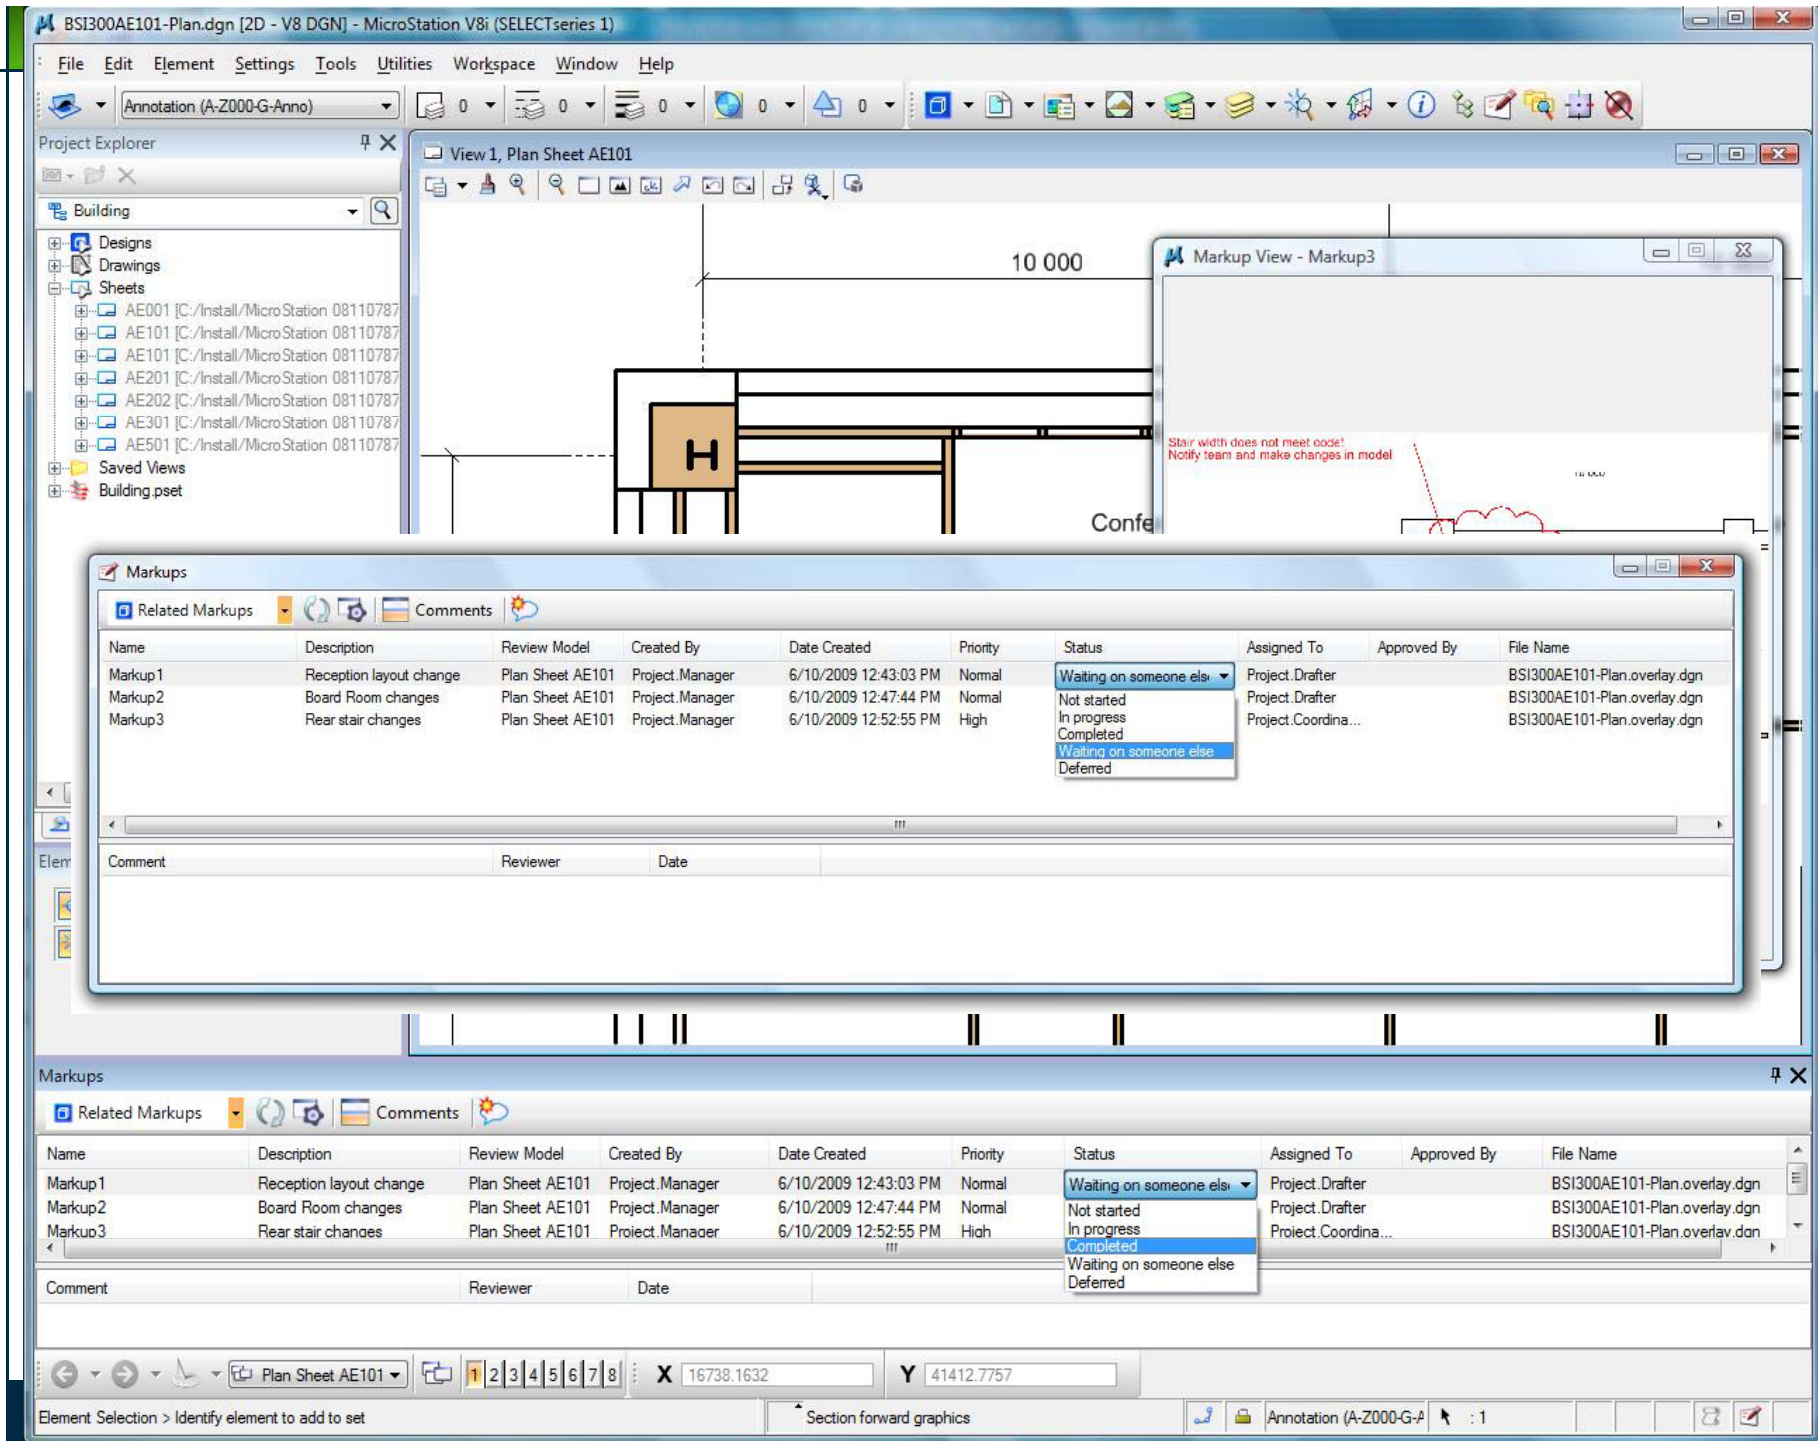 BSI300AE101-Plan.dgn [2D - V8 DGN] - MicroStation V8i (SELECTseries 1)
File Edit Element Settings Tools Utilities Workspace Window Help
Annotation (A-Z000-G-Anno) 0 0 0 0 0
Project Explorer
View 1, Plan Sheet AE101
Building
Designs
Drawings
Sheets
AE001 [C:/Install/MicroStation 08110787
AE101 [C:/Install/MicroStation 08110787
AE101 [C:/Install/MicroStation 08110787
AE201 [C:/Install/MicroStation 08110787
AE202 [C:/Install/MicroStation 08110787
AE301 [C:/Install/MicroStation 08110787
AE501 [C:/Install/MicroStation 08110787
Saved Views
Building.pset
10 000
H
Confe
Markup View - Markup3
Stair width does not meet code!
Notify team and make changes in model
Markups
Related Markups Comments
Name Description Review Model Created By Date Created Priority Status Assigned To Approved By File Name
Markup1 Reception layout change Plan Sheet AE101 Project.Manager 6/10/2009 12:43:03 PM Normal Waiting on someone els Project.Drafter BSI300AE101-Plan.overlay.dgn
Markup2 Board Room changes Plan Sheet AE101 Project.Manager 6/10/2009 12:47:44 PM Normal Project.Drafter BSI300AE101-Plan.overlay.dgn
Markup3 Rear stair changes Plan Sheet AE101 Project.Manager 6/10/2009 12:52:55 PM High Project.Coordina... BSI300AE101-Plan.overlay.dgn
Not started
In progress
Completed
Waiting on someone else
Deferred
Comment Reviewer Date
Elem
Markups
Related Markups Comments
Name Description Review Model Created By Date Created Priority Status Assigned To Approved By File Name
Markup1 Reception layout change Plan Sheet AE101 Project.Manager 6/10/2009 12:43:03 PM Normal Waiting on someone els Project.Drafter BSI300AE101-Plan.overlay.dgn
Markup2 Board Room changes Plan Sheet AE101 Project.Manager 6/10/2009 12:47:44 PM Normal Project.Drafter BSI300AE101-Plan.overlay.dgn
Markup3 Rear stair changes Plan Sheet AE101 Project.Manager 6/10/2009 12:52:55 PM High Project.Coordina... BSI300AE101-Plan.overlay.dgn
Not started
In progress
Completed
Waiting on someone else
Deferred
Comment Reviewer Date
Plan Sheet AE101 1 2 3 4 5 6 7 8 X 16738.1632 Y 41412.7757
Element Selection > Identify element to add to set Section forward graphics Annotation (A-Z000-G-A : 1